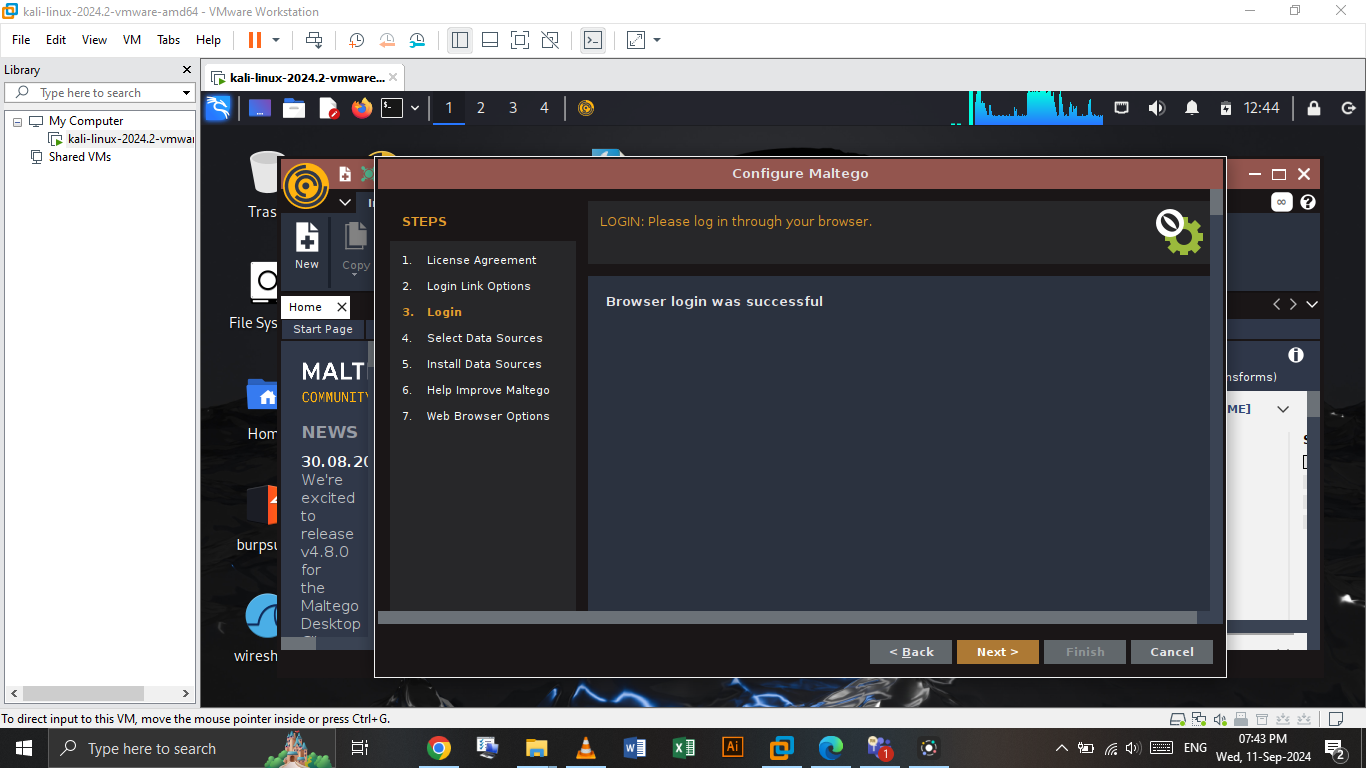 kali-linux-2024.2-vmware-amd64 - VMware Workstation
File Edit View VM Tabs Help
Library
Type here to search
My Computer
kali-linux-2024.2-vmwar
Shared VMs
kali-linux-2024.2-vmware...
1 2 3 4
12:44
Tras
File Sys
Hom
burpsu
wiresh
New
Copy
Home
Start Page
MALT
COMMUNITY
NEWS
30.08.20
We're
excited
to
release
v4.8.0
for
the
Maltego
Desktop
nsforms)
ME]
Configure Maltego
STEPS
1. License Agreement
2. Login Link Options
3. Login
4. Select Data Sources
5. Install Data Sources
6. Help Improve Maltego
7. Web Browser Options
LOGIN: Please log in through your browser.
Browser login was successful
< Back
Next >
Finish
Cancel
To direct input to this VM, move the mouse pointer inside or press Ctrl+G.
Type here to search
Ai
1
ENG
07:43 PM
Wed, 11-Sep-2024
2